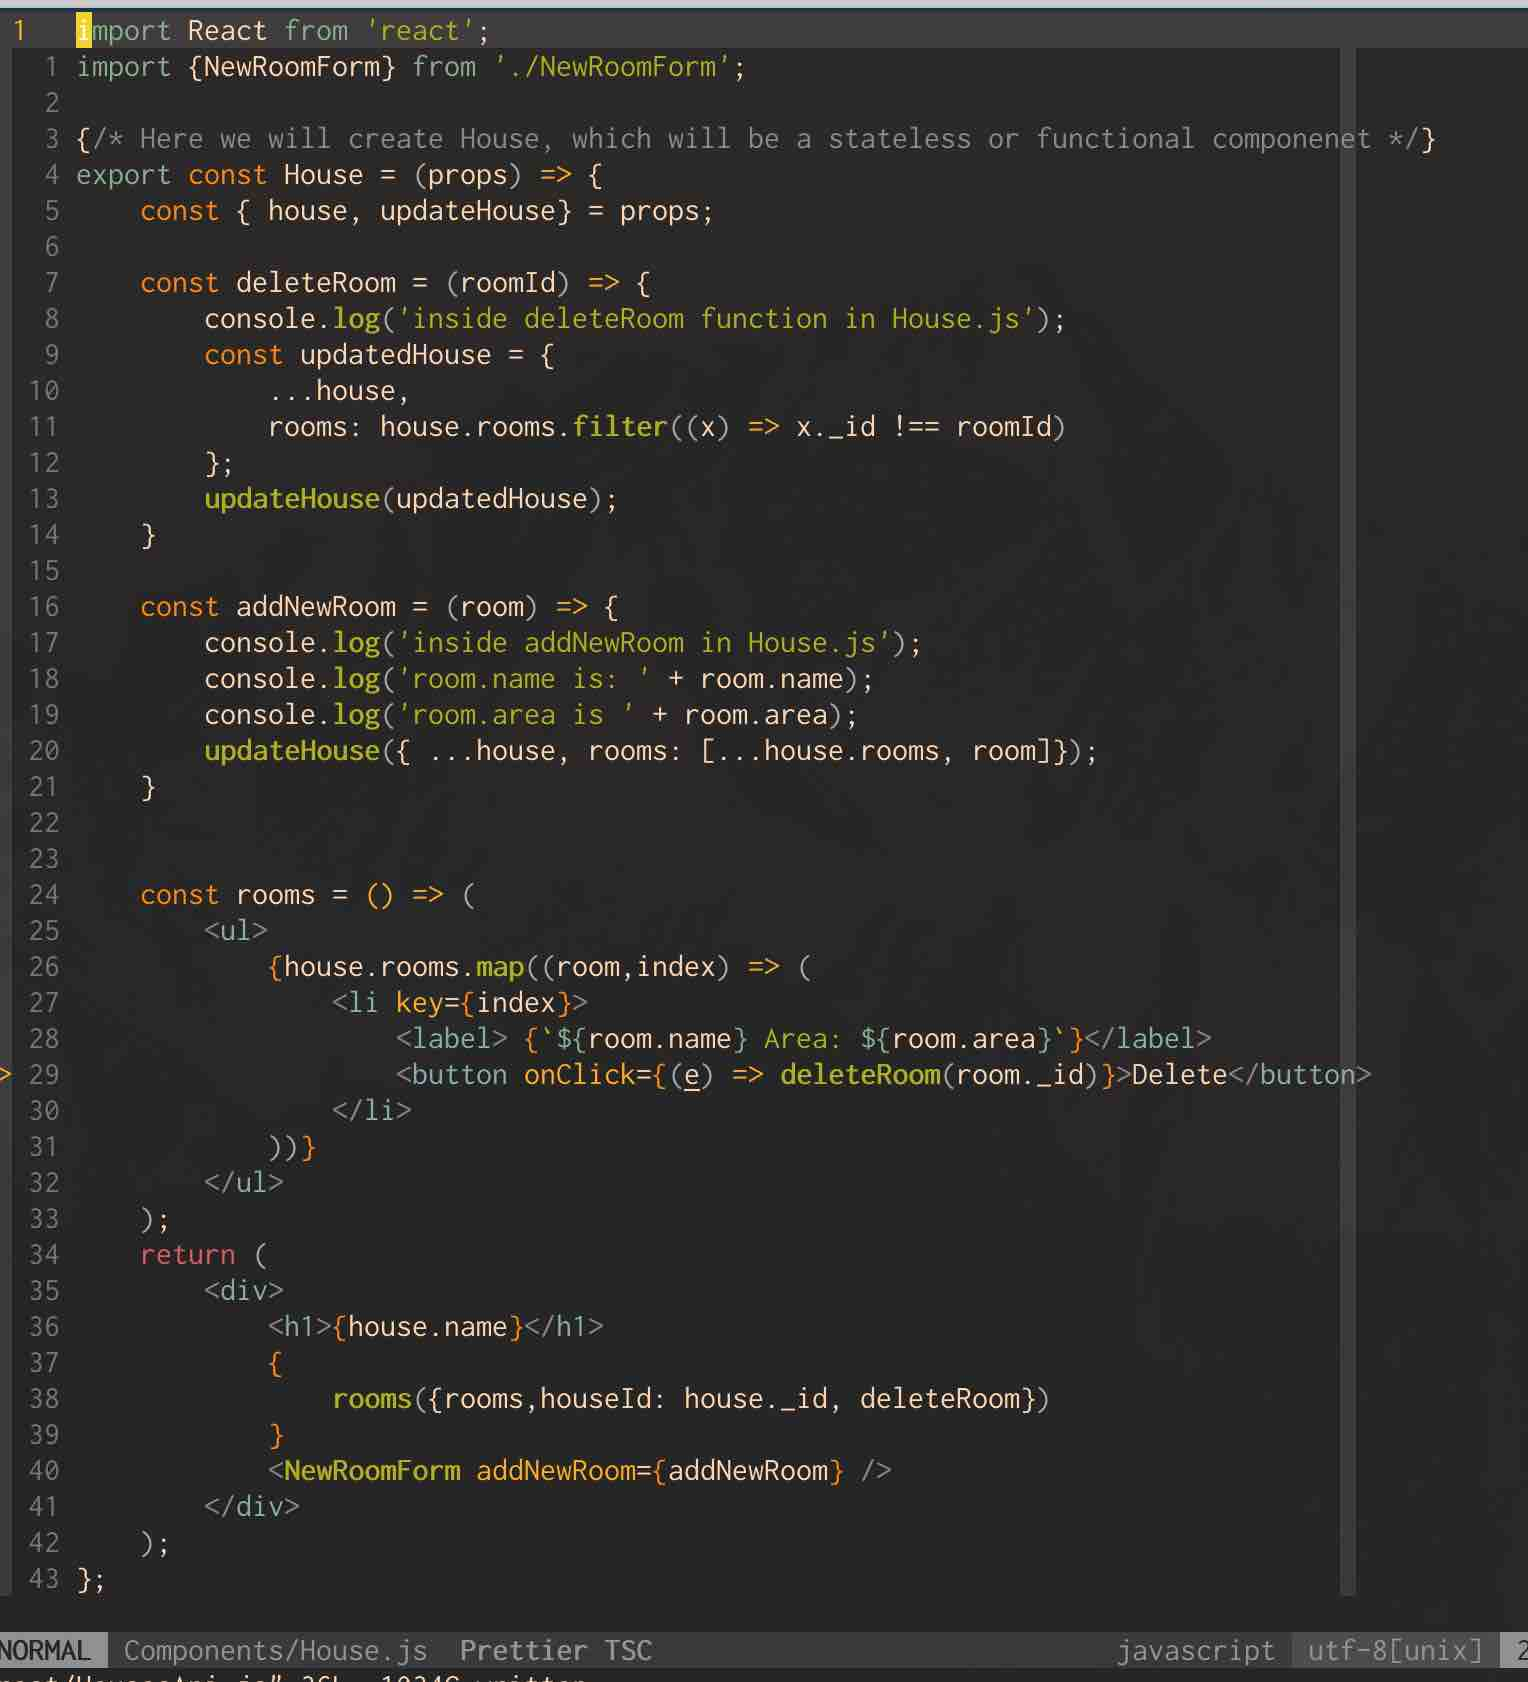 1 import React from 'react';
1 import {NewRoomForm} from './NewRoomForm';
2
3 {/* Here we will create House, which will be a stateless or functional componenet */}
4 export const House = (props) => {
5 const { house, updateHouse} = props;
6
7 const deleteRoom = (roomId) => {
8 console.log('inside deleteRoom function in House.js');
9 const updatedHouse = {
10 ...house,
11 rooms: house.rooms.filter((x) => x._id !== roomId)
12 };
13 updateHouse(updatedHouse);
14 }
15
16 const addNewRoom = (room) => {
17 console.log('inside addNewRoom in House.js');
18 console.log('room.name is: ' + room.name);
19 console.log('room.area is ' + room.area);
20 updateHouse({ ...house, rooms: [...house.rooms, room]});
21 }
22
23
24 const rooms = () => (
25 <ul>
26 {house.rooms.map((room,index) => (
27 <li key={index}>
28 <label> {`${room.name} Area: ${room.area}`}</label>
> 29 <button onClick={(e) => deleteRoom(room._id)}>Delete</button>
30 </li>
31 ))}
32 </ul>
33 );
34 return (
35 <div>
36 <h1>{house.name}</h1>
37 {
38 rooms({rooms,houseId: house._id, deleteRoom})
39 }
40 <NewRoomForm addNewRoom={addNewRoom} />
41 </div>
42 );
43 };
NORMAL Components/House.js Prettier TSC javascript utf-8[unix] 2